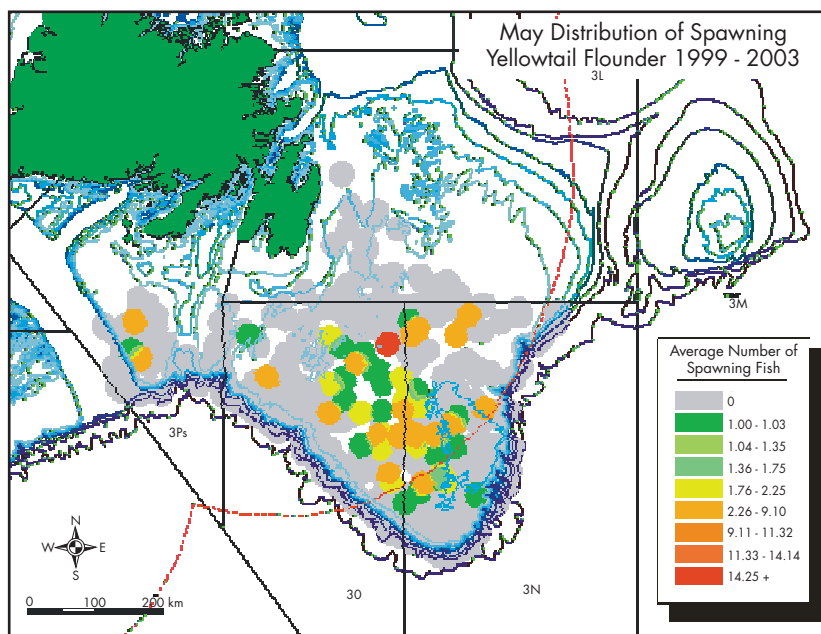 May Distribution of Spawning
Yellowtail Flounder 1999 - 2003
3L
3M
Average Number of
Spawning Fish
0
1.00 - 1.03
1.04 - 1.35
1.36 - 1.75
1.76 - 2.25
2.26 - 9.10
9.11 - 11.32
11.33 - 14.14
14.25 +
3Ps
N
W E
S
0 100 200 km
30
3N